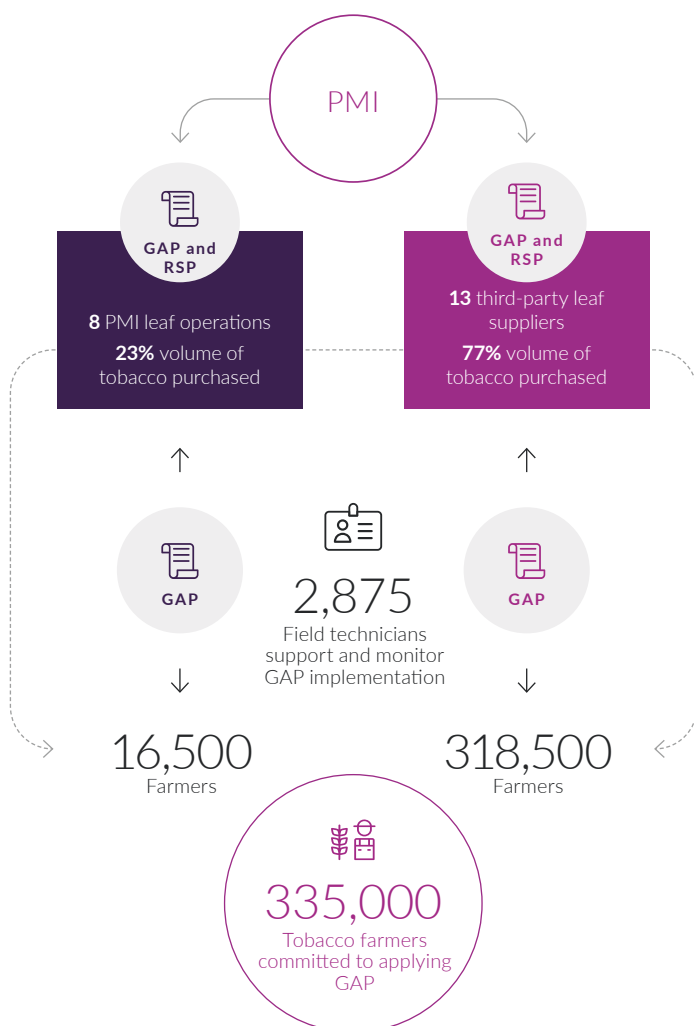 PMI
GAP and
RSP
8 PMI leaf operations
23% volume of
tobacco purchased
GAP and
RSP
13 third-party leaf
suppliers
77% volume of
tobacco purchased
GAP
2,875
Field technicians
support and monitor
GAP implementation
GAP
16,500
Farmers
318,500
Farmers
335,000
Tobacco farmers
committed to applying
GAP